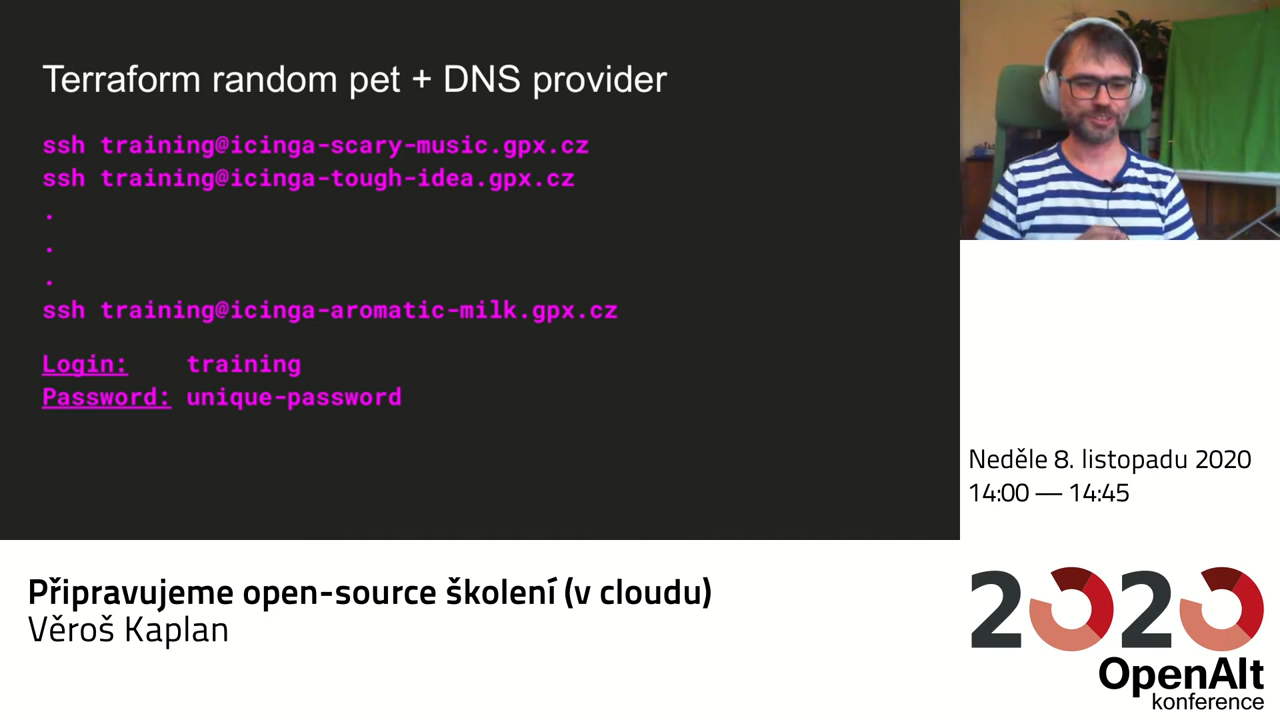 Terraform random pet + DNS provider
ssh training@icinga-scary-music.gpx.cz
ssh training@icinga-tough-idea.gpx.cz
.
.
.
ssh training@icinga-aromatic-milk.gpx.cz
Login: training
Password: unique-password
Neděle 8. listopadu 2020
14:00 — 14:45
Připravujeme open-source školení (v cloudu)
Věroš Kaplan
2020
OpenAlt
konference